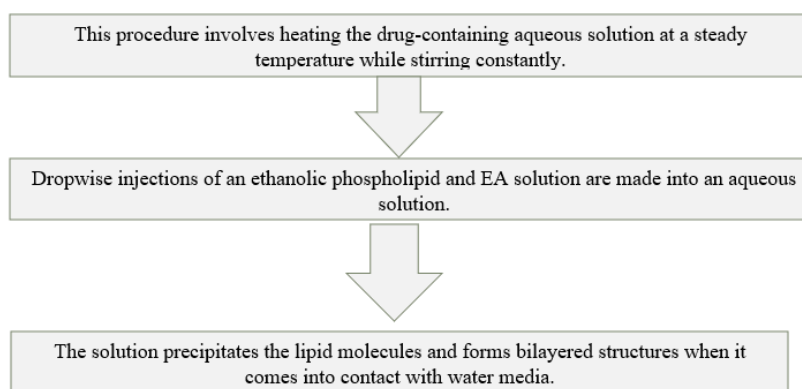 This procedure involves heating the drug-containing aqueous solution at a steady
temperature while stirring constantly.
Dropwise injections of an ethanolic phospholipid and EA solution are made into an aqueous
solution.
The solution precipitates the lipid molecules and forms bilayered structures when it
comes into contact with water media.